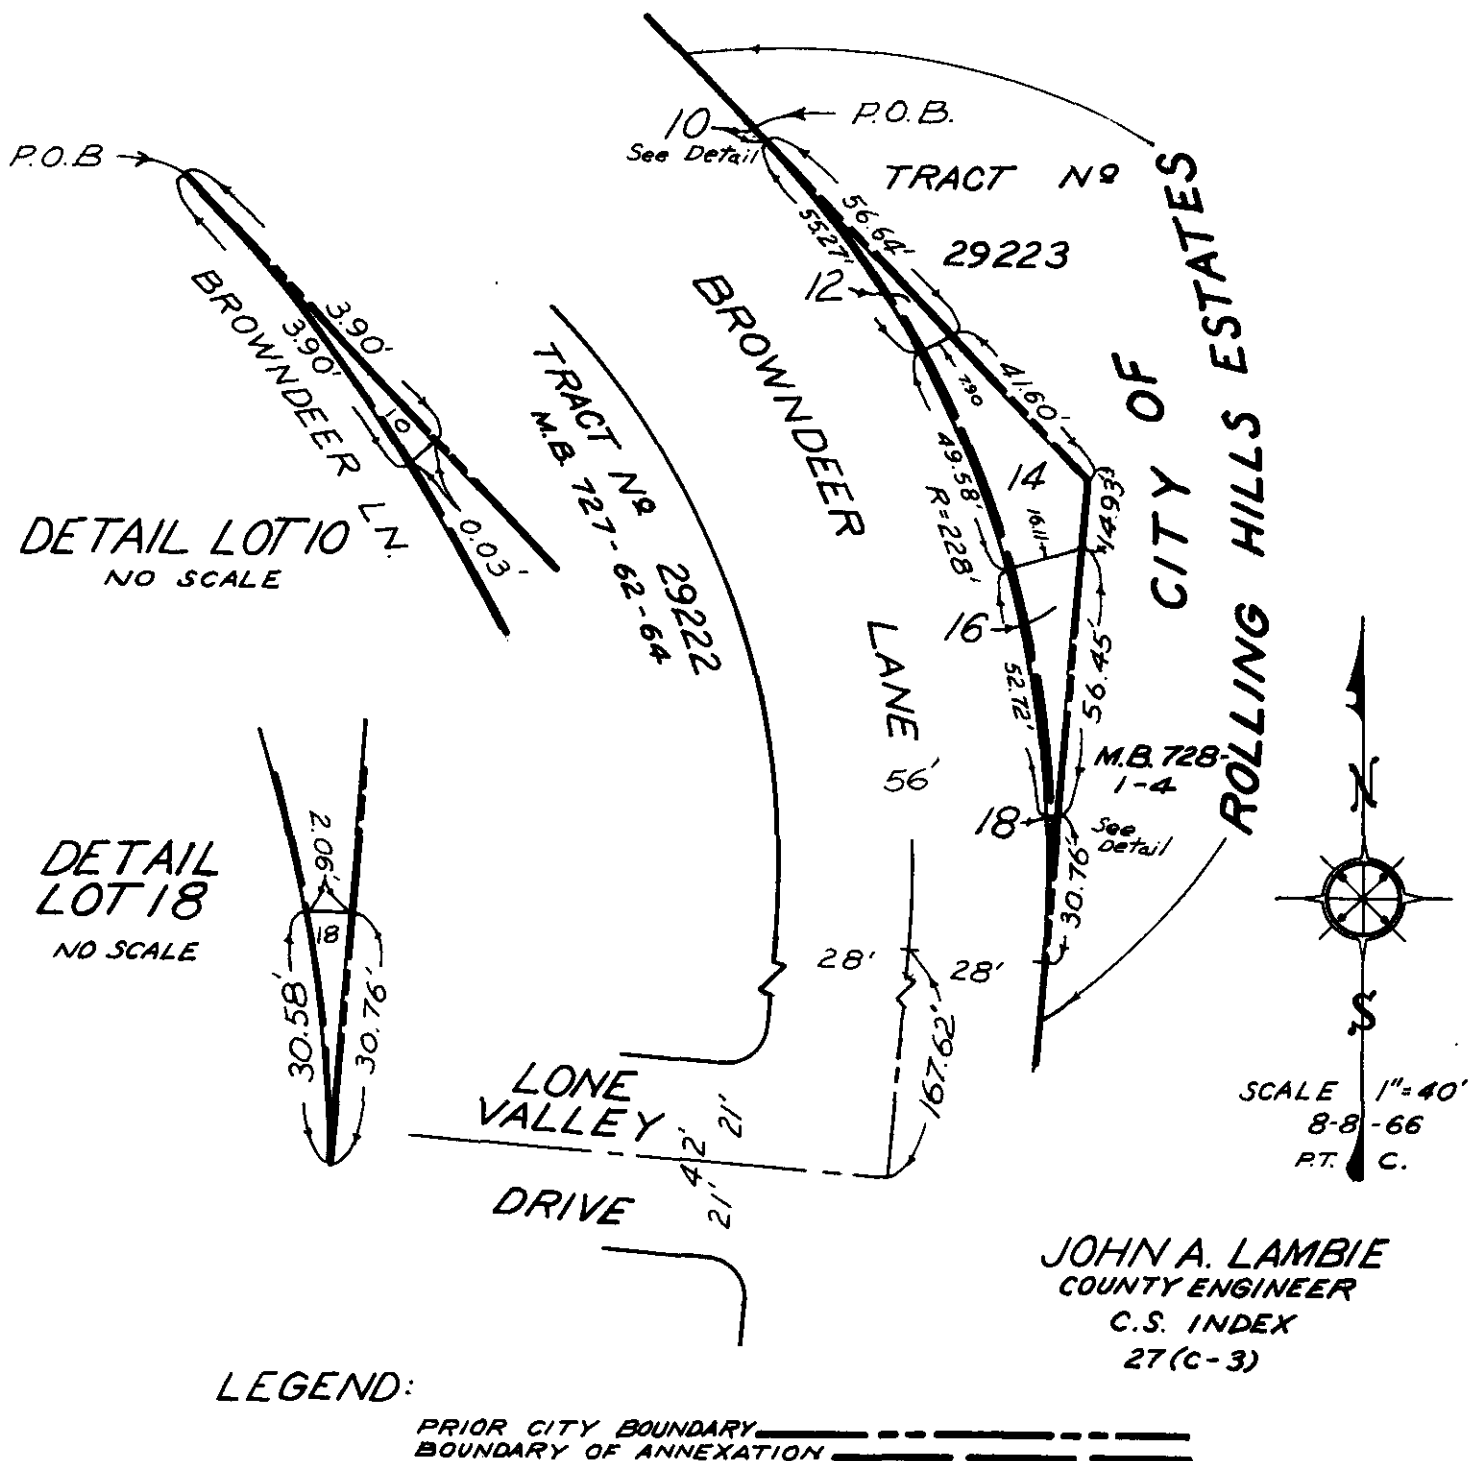 10
See Detail
P.O.B.
P.O.B
TRACT Nº
29223
56.64'
55.27'
12
7.90
41.60'
14
14.93'
49.58'
R=228'
16.11
16
52.72'
56.45'
18
See
Detail
30.76'
M.B. 728-
1-4
CITY OF
ROLLING HILLS ESTATES
BROWNDEER
LANE
56'
28'
28'
167.62'
TRACT Nº
29222
M.B. 727-62-64
3.90'
3.90'
BROWNDEER LN.
10
0.03'
DETAIL LOT 10
NO SCALE
DETAIL
LOT 18
NO SCALE
2.06'
18
30.58'
30.76'
LONE
VALLEY
DRIVE
21'
42'
21'
N
S
SCALE 1"=40'
8-8-66
P.T. C.
JOHN A. LAMBIE
COUNTY ENGINEER
C.S. INDEX
27 (C-3)
LEGEND:
PRIOR CITY BOUNDARY
BOUNDARY OF ANNEXATION